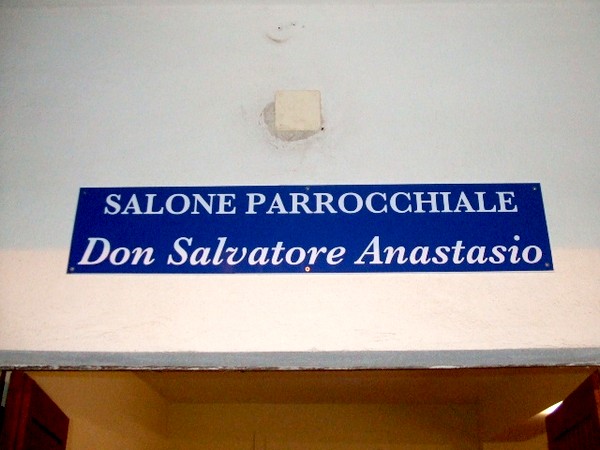 SALONE PARROCCHIALE
Don Salvatore Anastasio